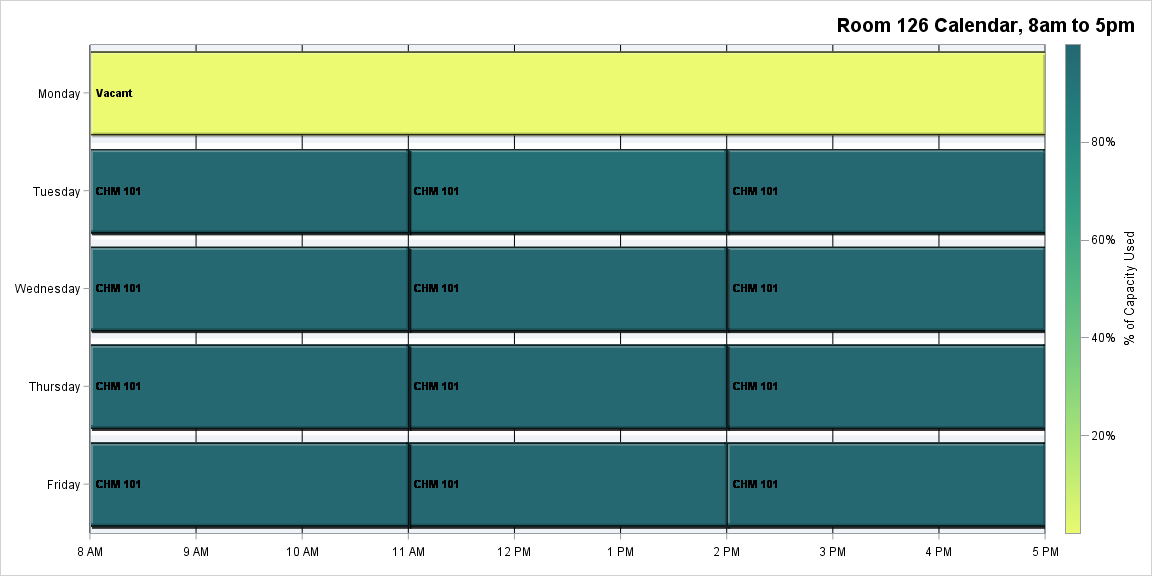 Room 126 Calendar, 8am to 5pm
Monday
Vacant
Tuesday
CHM 101
CHM 101
CHM 101
Wednesday
CHM 101
CHM 101
CHM 101
Thursday
CHM 101
CHM 101
CHM 101
Friday
CHM 101
CHM 101
CHM 101
8 AM
9 AM
10 AM
11 AM
12 PM
1 PM
2 PM
3 PM
4 PM
5 PM
80%
60%
40%
20%
% of Capacity Used